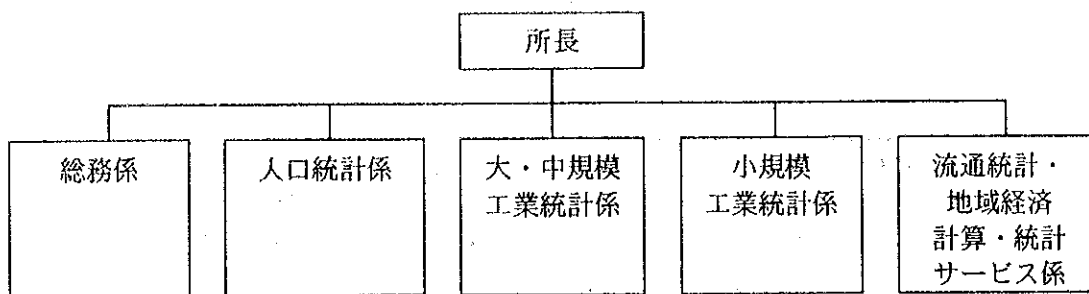 所長
総務係
人口統計係
大・中規模
工業統計係
小規模
工業統計係
流通統計・
地域経済
計算・統計
サービス係